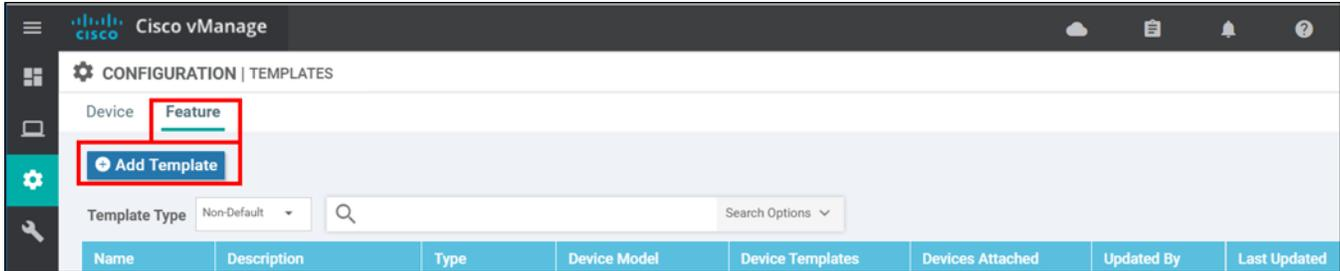 cisco Cisco vManage
CONFIGURATION | TEMPLATES
Device Feature
Add Template
Template Type Non-Default Search Options
Name Description Type Device Model Device Templates Devices Attached Updated By Last Updated